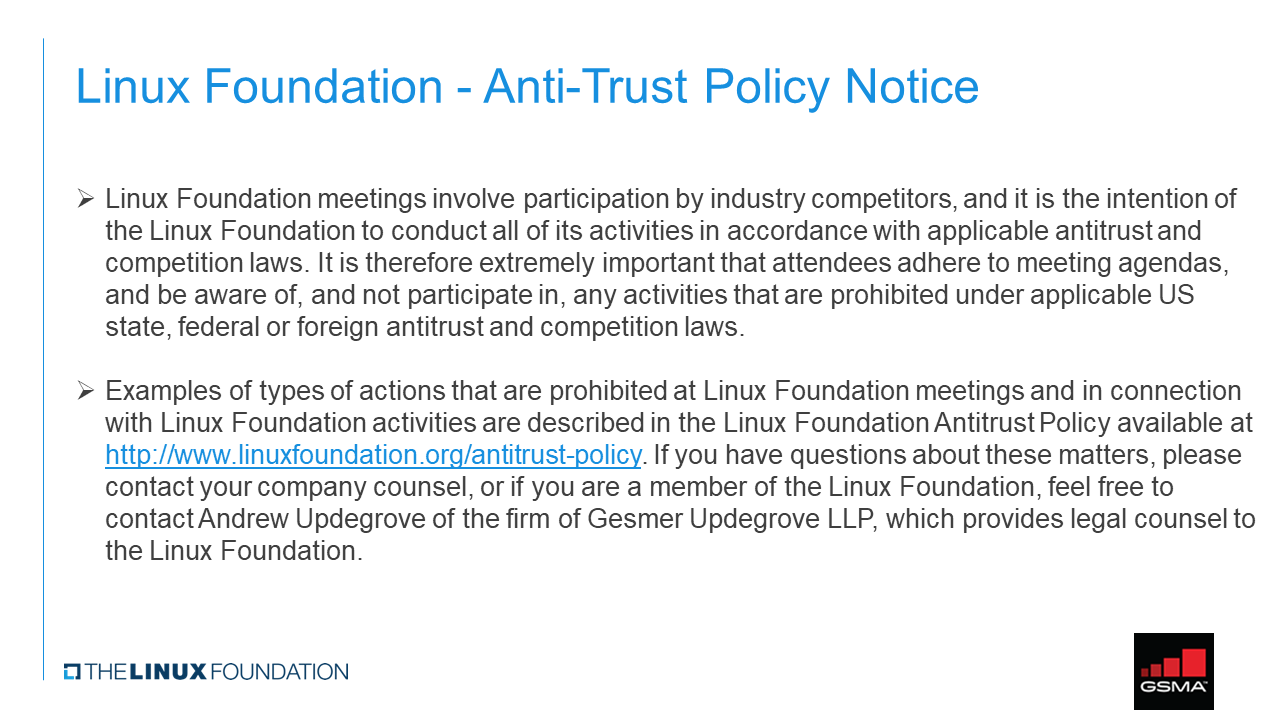 Linux Foundation - Anti-Trust Policy Notice
➢ Linux Foundation meetings involve participation by industry competitors, and it is the intention of
the Linux Foundation to conduct all of its activities in accordance with applicable antitrust and
competition laws. It is therefore extremely important that attendees adhere to meeting agendas,
and be aware of, and not participate in, any activities that are prohibited under applicable US
state, federal or foreign antitrust and competition laws.
➢ Examples of types of actions that are prohibited at Linux Foundation meetings and in connection
with Linux Foundation activities are described in the Linux Foundation Antitrust Policy available at
http://www.linuxfoundation.org/antitrust-policy. If you have questions about these matters, please
contact your company counsel, or if you are a member of the Linux Foundation, feel free to
contact Andrew Updegrove of the firm of Gesmer Updegrove LLP, which provides legal counsel to
the Linux Foundation.
THE LINUX FOUNDATION
GSMA™